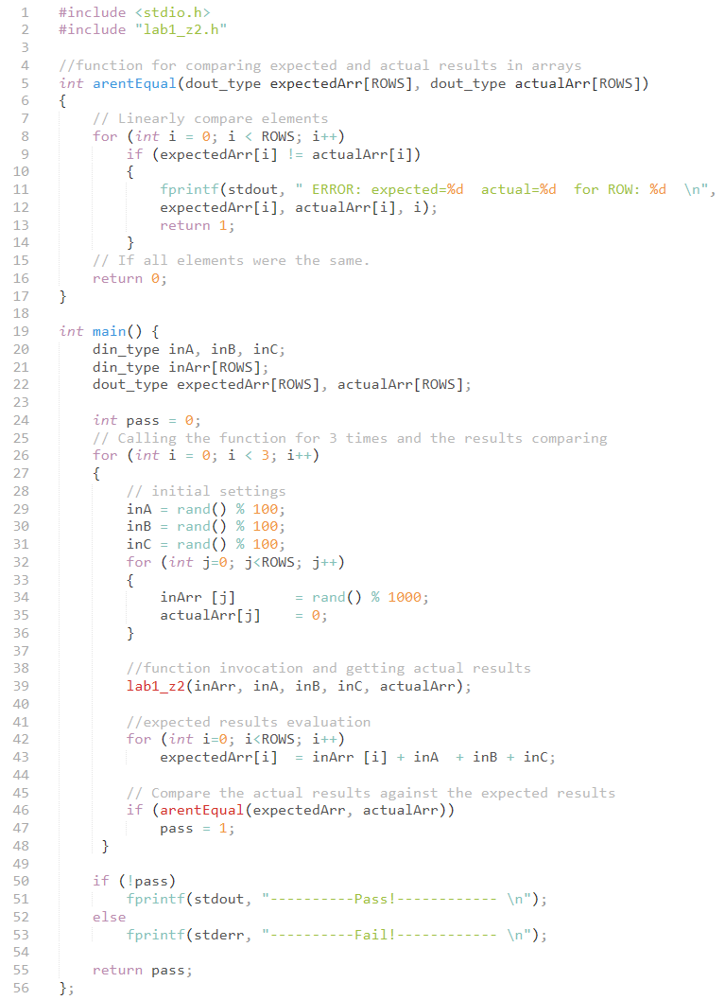 1 #include <stdio.h>
2 #include "lab1_z2.h"
3
4 //function for comparing expected and actual results in arrays
5 int arentEqual(dout_type expectedArr[ROWS], dout_type actualArr[ROWS])
6 {
7 // Linearly compare elements
8 for (int i = 0; i < ROWS; i++)
9 if (expectedArr[i] != actualArr[i])
10 {
11 fprintf(stdout, " ERROR: expected=%d  actual=%d  for ROW: %d  \n",
12 expectedArr[i], actualArr[i], i);
13 return 1;
14 }
15 // If all elements were the same.
16 return 0;
17 }
18
19 int main() {
20 din_type inA, inB, inC;
21 din_type inArr[ROWS];
22 dout_type expectedArr[ROWS], actualArr[ROWS];
23
24 int pass = 0;
25 // Calling the function for 3 times and the results comparing
26 for (int i = 0; i < 3; i++)
27 {
28 // initial settings
29 inA = rand() % 100;
30 inB = rand() % 100;
31 inC = rand() % 100;
32 for (int j=0; j<ROWS; j++)
33 {
34 inArr [j]       = rand() % 1000;
35 actualArr[j]    = 0;
36 }
37
38 //function invocation and getting actual results
39 lab1_z2(inArr, inA, inB, inC, actualArr);
40
41 //expected results evaluation
42 for (int i=0; i<ROWS; i++)
43 expectedArr[i]  = inArr [i] + inA  + inB + inC;
44
45 // Compare the actual results against the expected results
46 if (arentEqual(expectedArr, actualArr))
47 pass = 1;
48 }
49
50 if (!pass)
51 fprintf(stdout, "----------Pass!------------ \n");
52 else
53 fprintf(stderr, "----------Fail!------------ \n");
54
55 return pass;
56 };